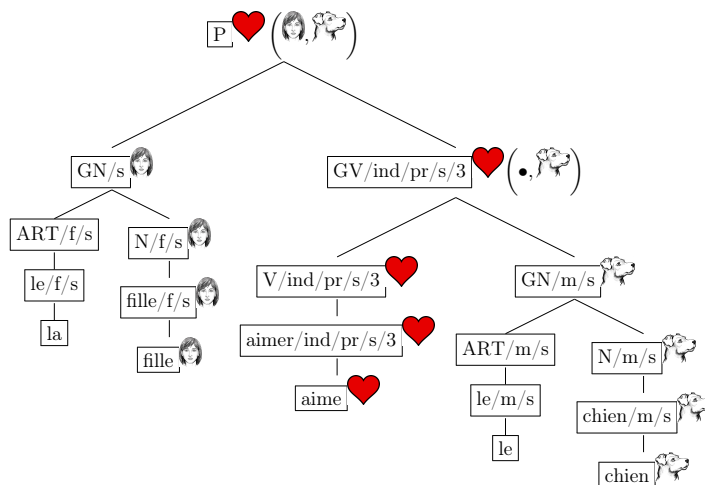 P ( , )
GN/s
GV/ind/pr/s/3 ( •, )
ART/f/s
N/f/s
le/f/s
V/ind/pr/s/3
GN/m/s
fille/f/s
la
aimer/ind/pr/s/3
ART/m/s
N/m/s
fille
aime
le/m/s
chien/m/s
le
chien